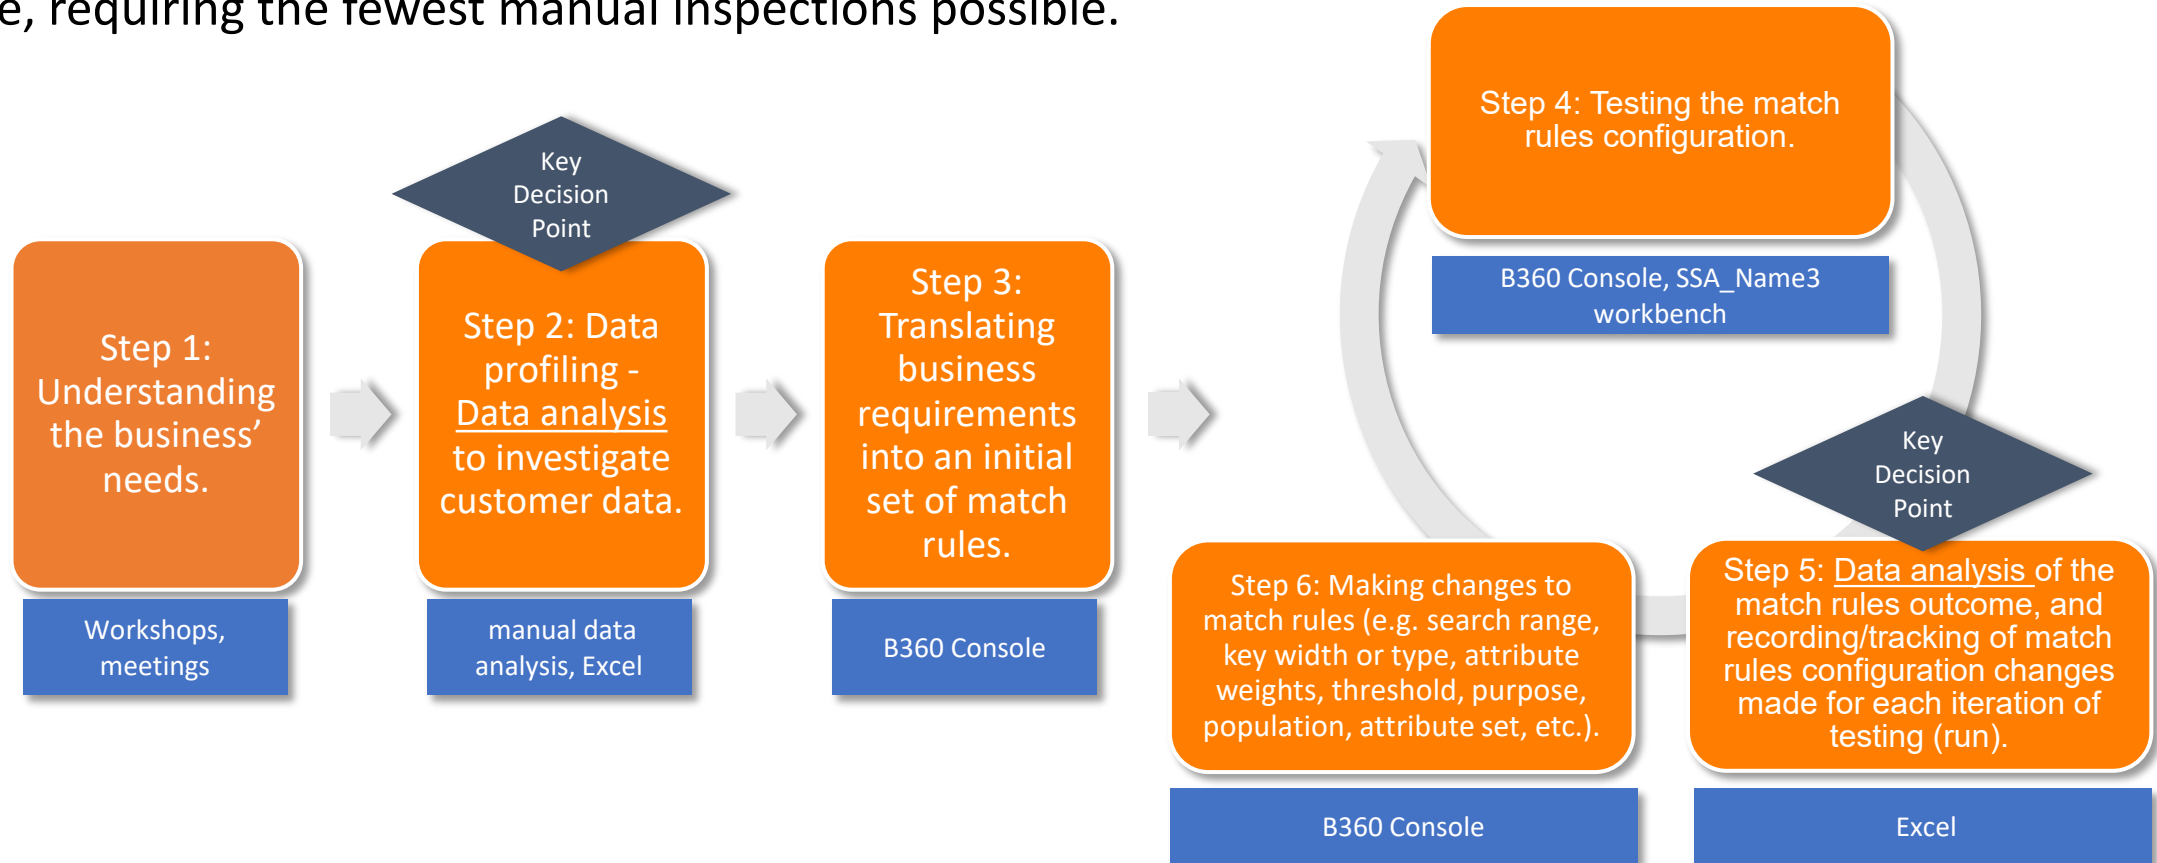 e, requiring the fewest manual inspections possible.
Key
Decision
Point
Step 1:
Understanding
the business’
needs.
Workshops,
meetings
Step 2: Data
profiling -
Data analysis
to investigate
customer data.
manual data
analysis, Excel
Step 3:
Translating
business
requirements
into an initial
set of match
rules.
B360 Console
Step 4: Testing the match
rules configuration.
B360 Console, SSA_Name3
workbench
Key
Decision
Point
Step 5: Data analysis of the
match rules outcome, and
recording/tracking of match
rules configuration changes
made for each iteration of
testing (run).
Excel
Step 6: Making changes to
match rules (e.g. search range,
key width or type, attribute
weights, threshold, purpose,
population, attribute set, etc.).
B360 Console